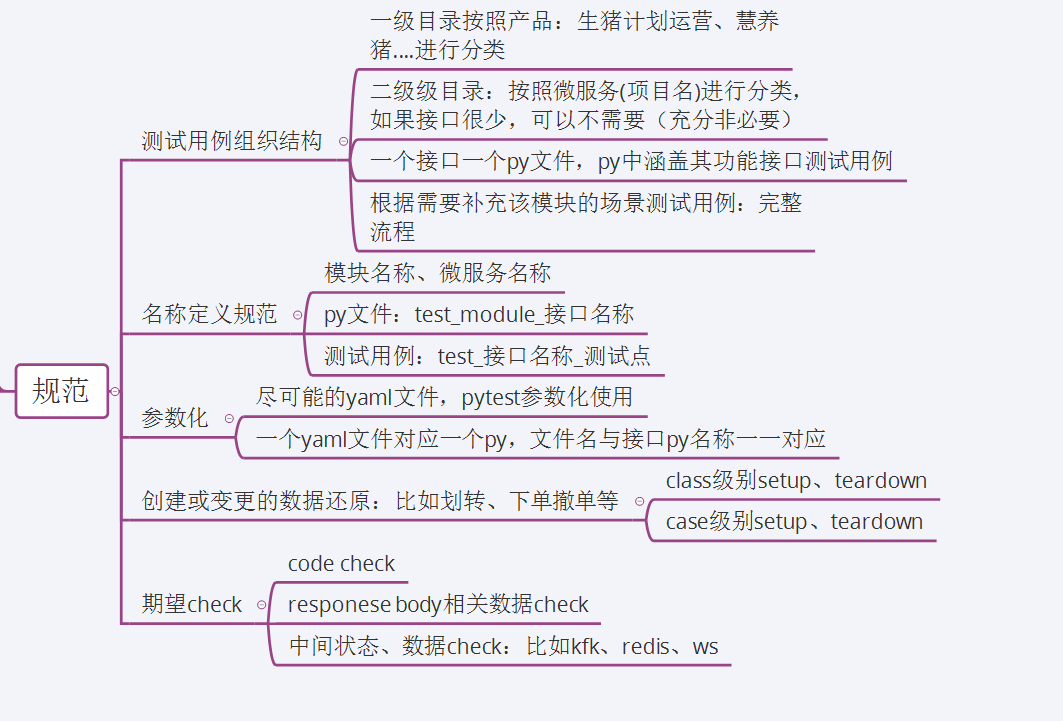 规范
测试用例组织结构
一级目录按照产品：生猪计划运营、慧养
猪....进行分类
二级级目录：按照微服务(项目名)进行分类，
如果接口很少，可以不需要（充分非必要）
一个接口一个py文件，py中涵盖其功能接口测试用例
根据需要补充该模块的场景测试用例：完整
流程
名称定义规范
模块名称、微服务名称
py文件：test_module_接口名称
测试用例：test_接口名称_测试点
参数化
尽可能的yaml文件，pytest参数化使用
一个yaml文件对应一个py，文件名与接口py名称一一对应
创建或变更的数据还原：比如划转、下单撤单等
class级别setup、teardown
case级别setup、teardown
期望check
code check
responese body相关数据check
中间状态、数据check：比如kfk、redis、ws